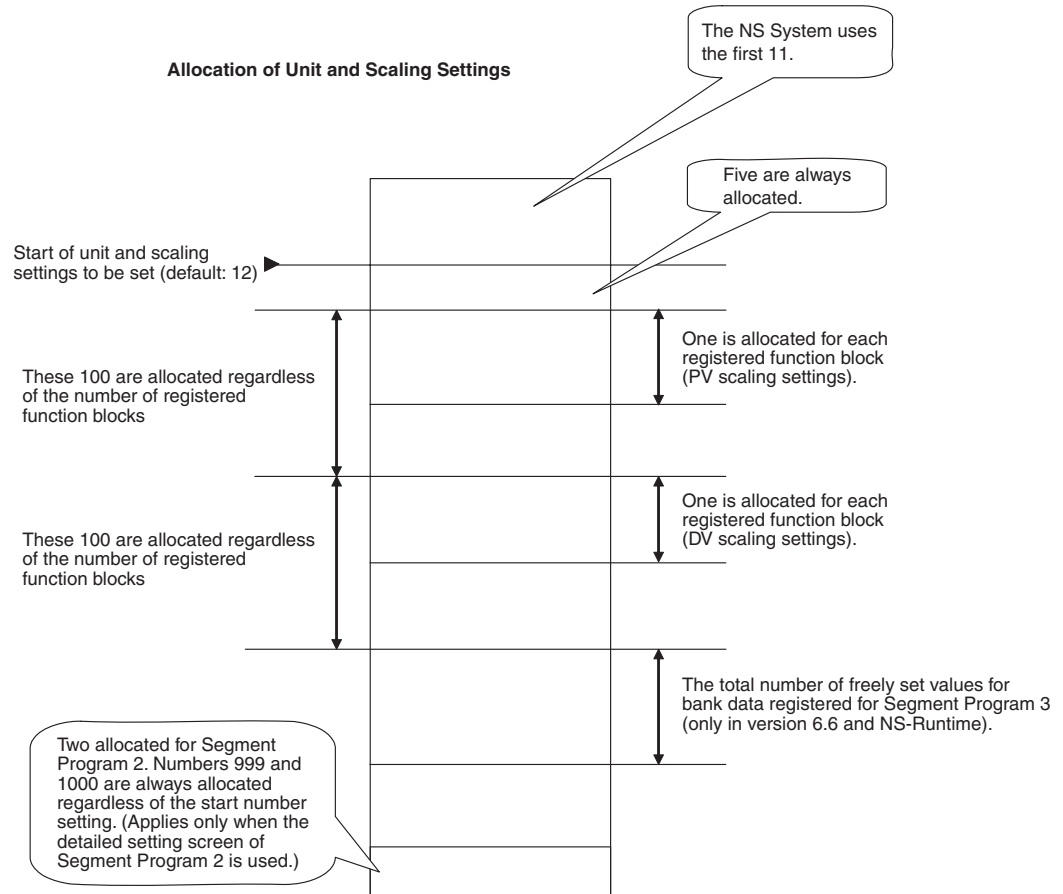 The NS System uses
the first 11.
Allocation of Unit and Scaling Settings
Five are always
allocated.
Start of unit and scaling
settings to be set (default: 12)
One is allocated for each
registered function block
(PV scaling settings).
These 100 are allocated regardless
of the number of registered
function blocks
One is allocated for each
registered function block
(DV scaling settings).
These 100 are allocated regardless
of the number of registered
function blocks
The total number of freely set values for
bank data registered for Segment Program 3
(only in version 6.6 and NS-Runtime).
Two allocated for Segment
Program 2. Numbers 999 and
1000 are always allocated
regardless of the start number
setting. (Applies only when the
detailed setting screen of
Segment Program 2 is used.)